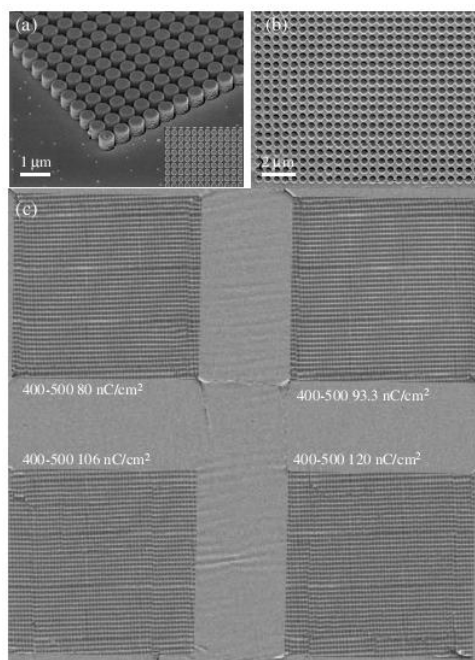 (a)
(b)
1 μm
2 μm
(c)
400-500 80 nC/cm²
400-500 93.3 nC/cm²
400-500 106 nC/cm²
400-500 120 nC/cm²